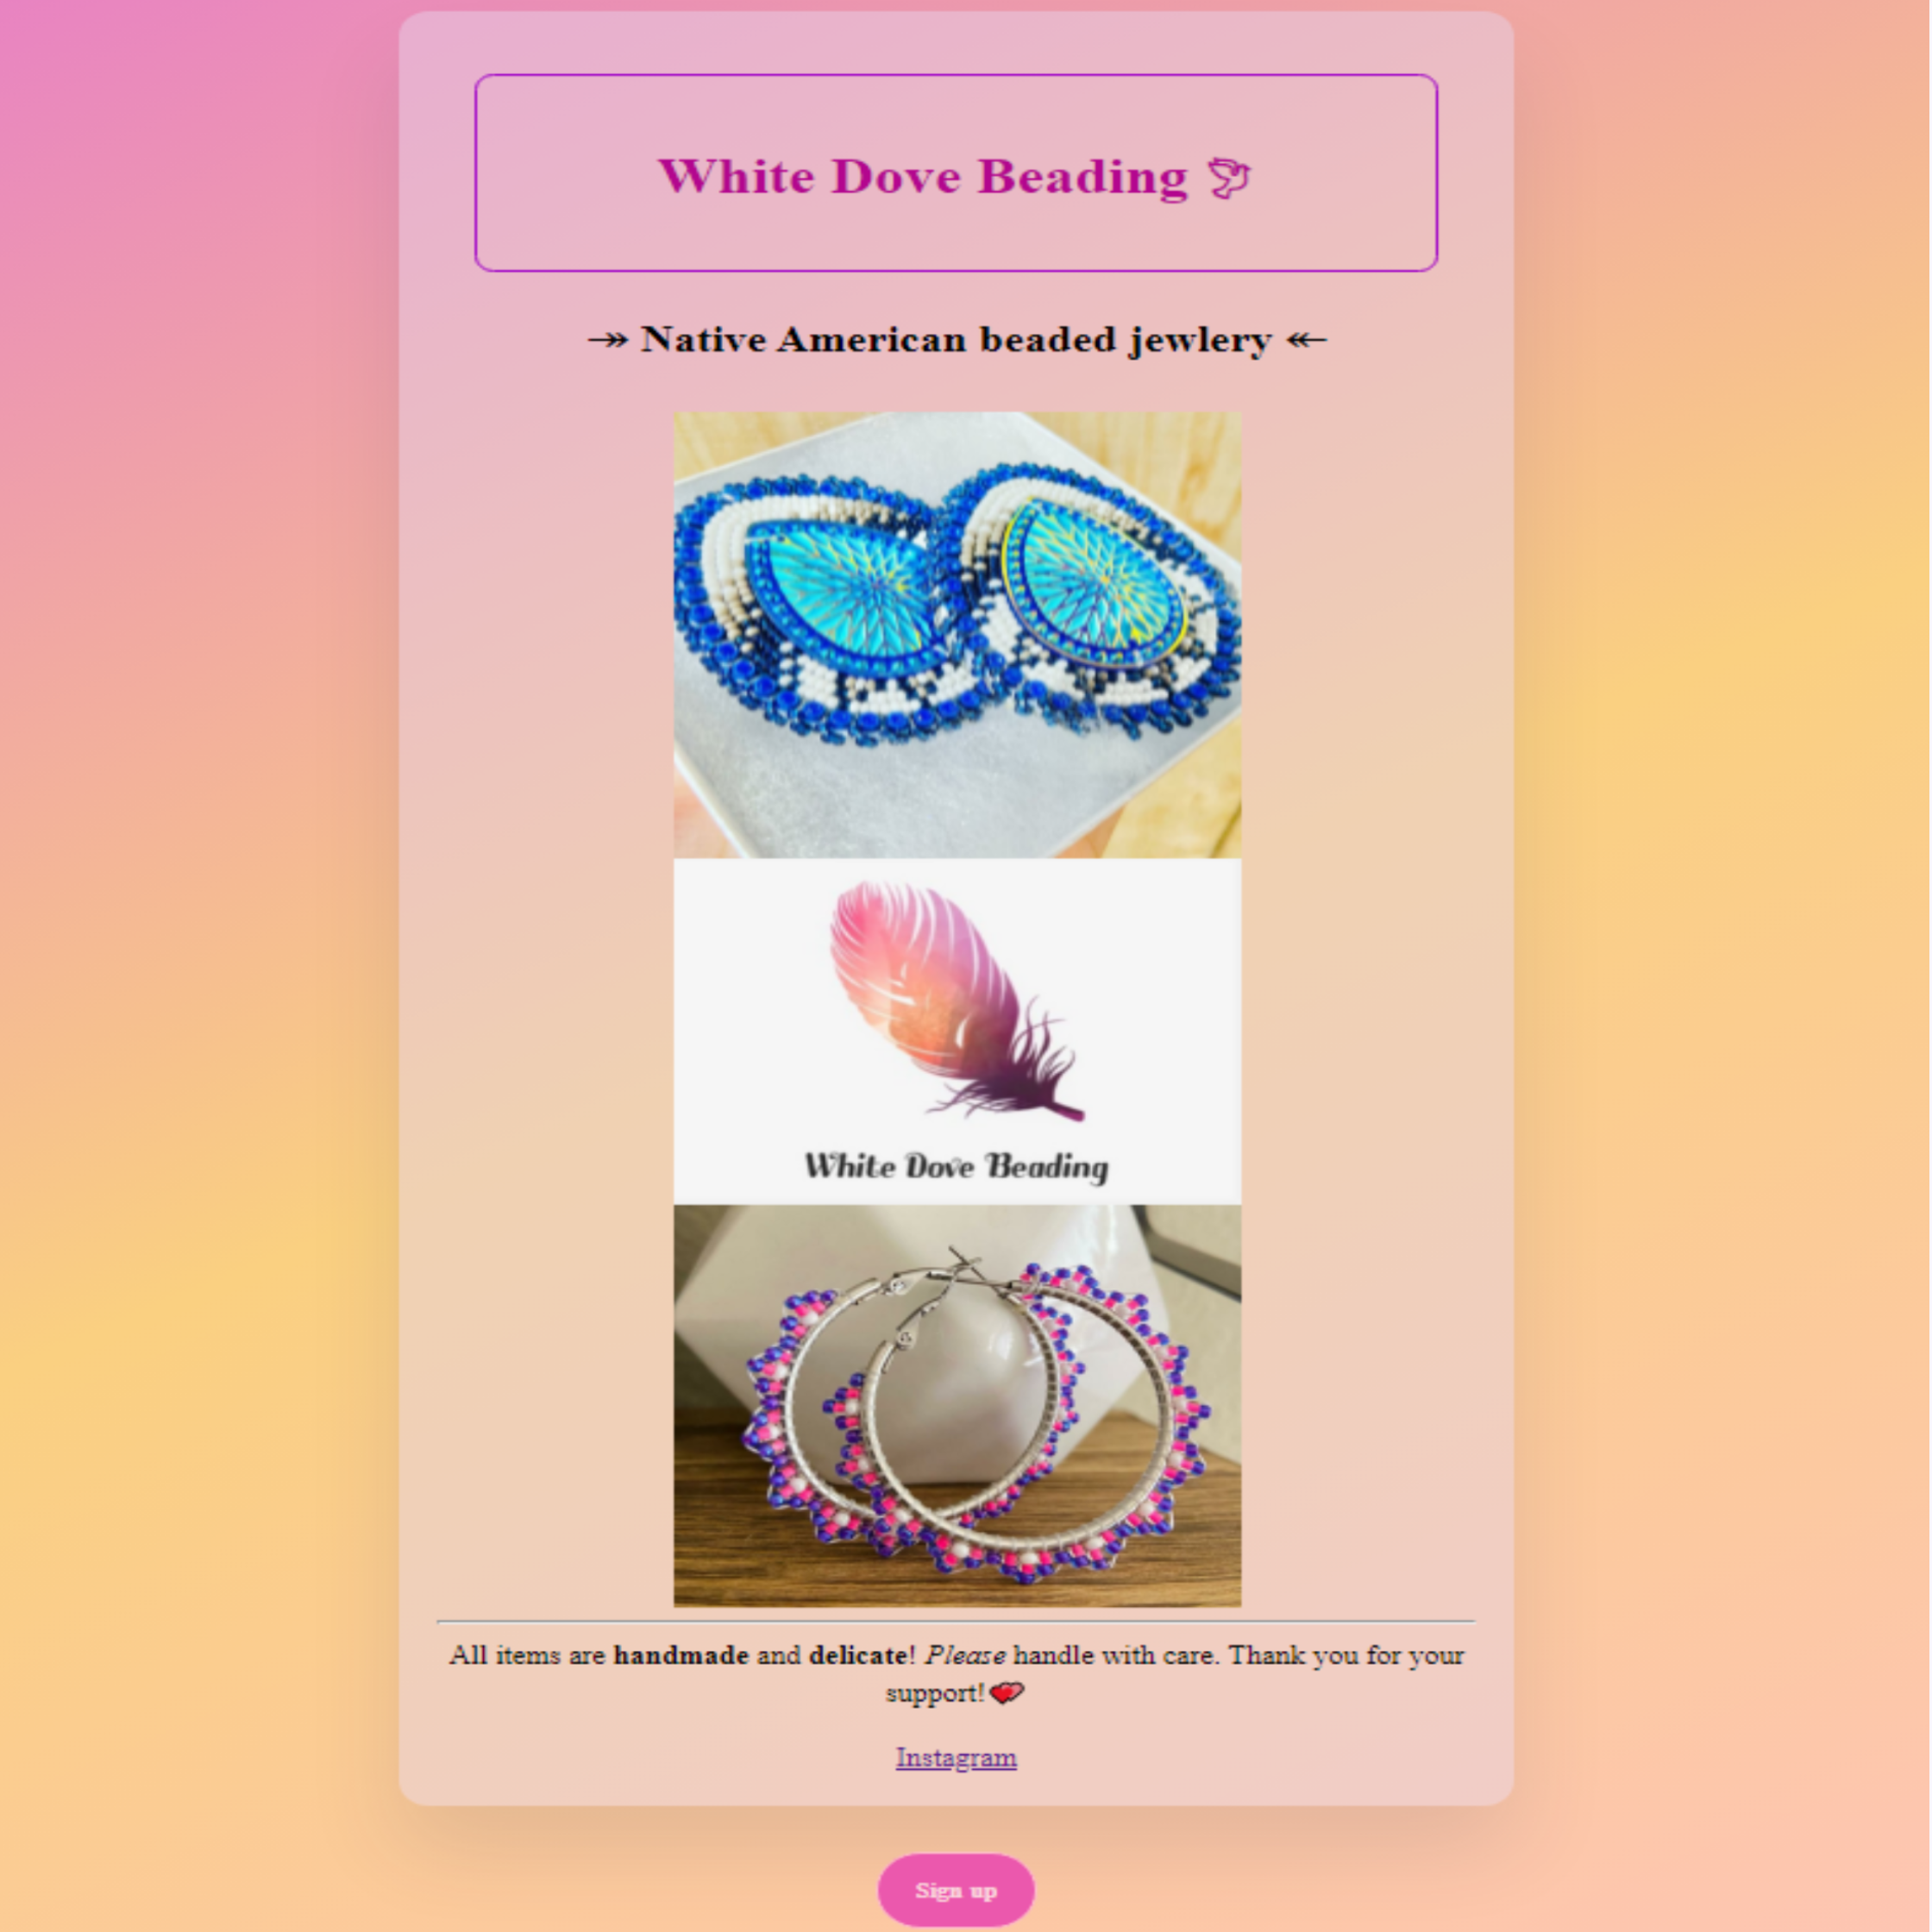 White Dove Beading 🕊
↠ Native American beaded jewlery ↞
White Dove Beading
All items are handmade and delicate! Please handle with care. Thank you for your
support!💕
Instagram
Sign up